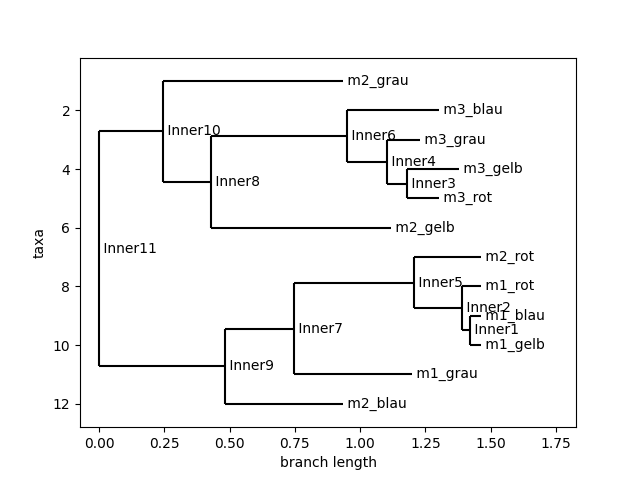 m2_grau
m3_blau
2
Inner10
Inner6
m3_grau
Inner4
4
m3_gelb
Inner8
Inner3
m3_rot
6
m2_gelb
Inner11
taxa
m2_rot
Inner5
8
m1_rot
Inner2
m1_blau
Inner7
Inner1
10
m1_gelb
Inner9
m1_grau
12
m2_blau
0.00 0.25 0.50 0.75 1.00 1.25 1.50 1.75
branch length